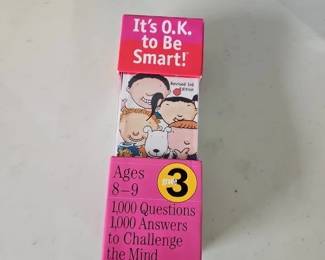 It's O.K.
to Be
Smart!
Revised 3rd
Edition
Ages
8–9
3
1,000 Questions
1,000 Answers
to Challenge
the Mind